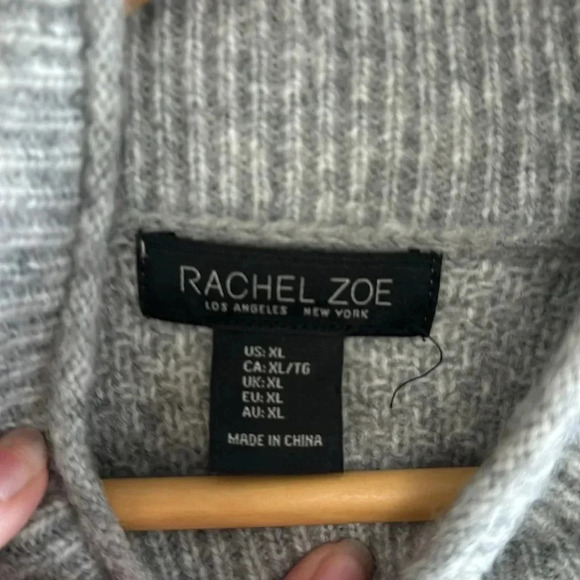 RACHEL ZOE
LOS ANGELES NEW YORK
US: XL
CA: XL/TG
UK: XL
EU: XL
AU: XL
MADE IN CHINA